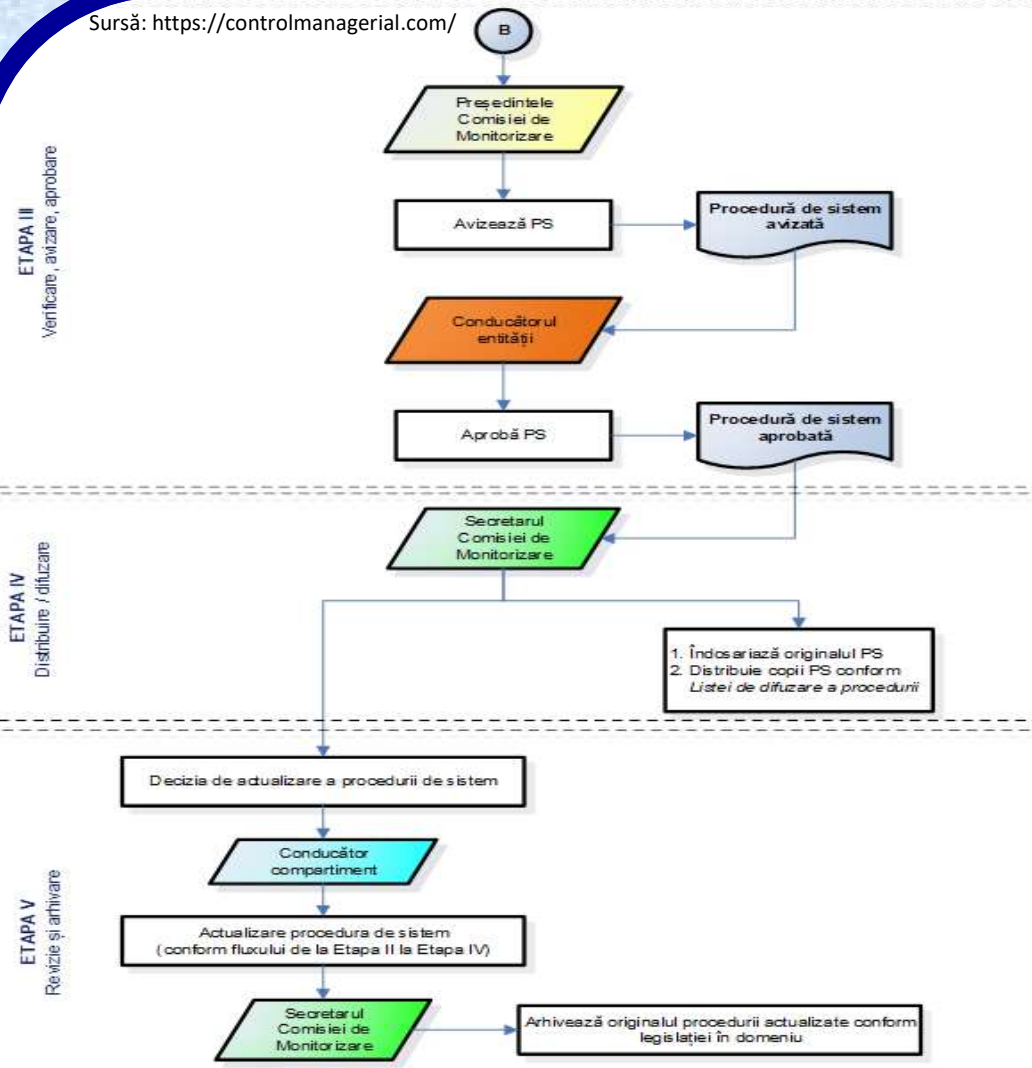 Sursă: https://controlmanagerial.com/
B
Președintele
Comisiei de
Monitorizare
Avizează PS
Procedură de sistem
avizată
ETAPA III
Verificare, avizare, aprobare
Conducătorul
entității
Aprobă PS
Procedură de sistem
aprobată
Secretarul
Comisiei de
Monitorizare
ETAPA IV
Distribuire / difuzare
1. Îndosariază originalul PS
2. Distribuie copii PS conform
Listei de difuzare a procedurii
Decizia de actualizare a procedurii de sistem
Conducător
compartiment
ETAPA V
Revizie și arhivare
Actualizare procedura de sistem
(conform fluxului de la Etapa II la Etapa IV)
Secretarul
Comisiei de
Monitorizare
Arhivează originalul procedurii actualizate conform
legislației în domeniu